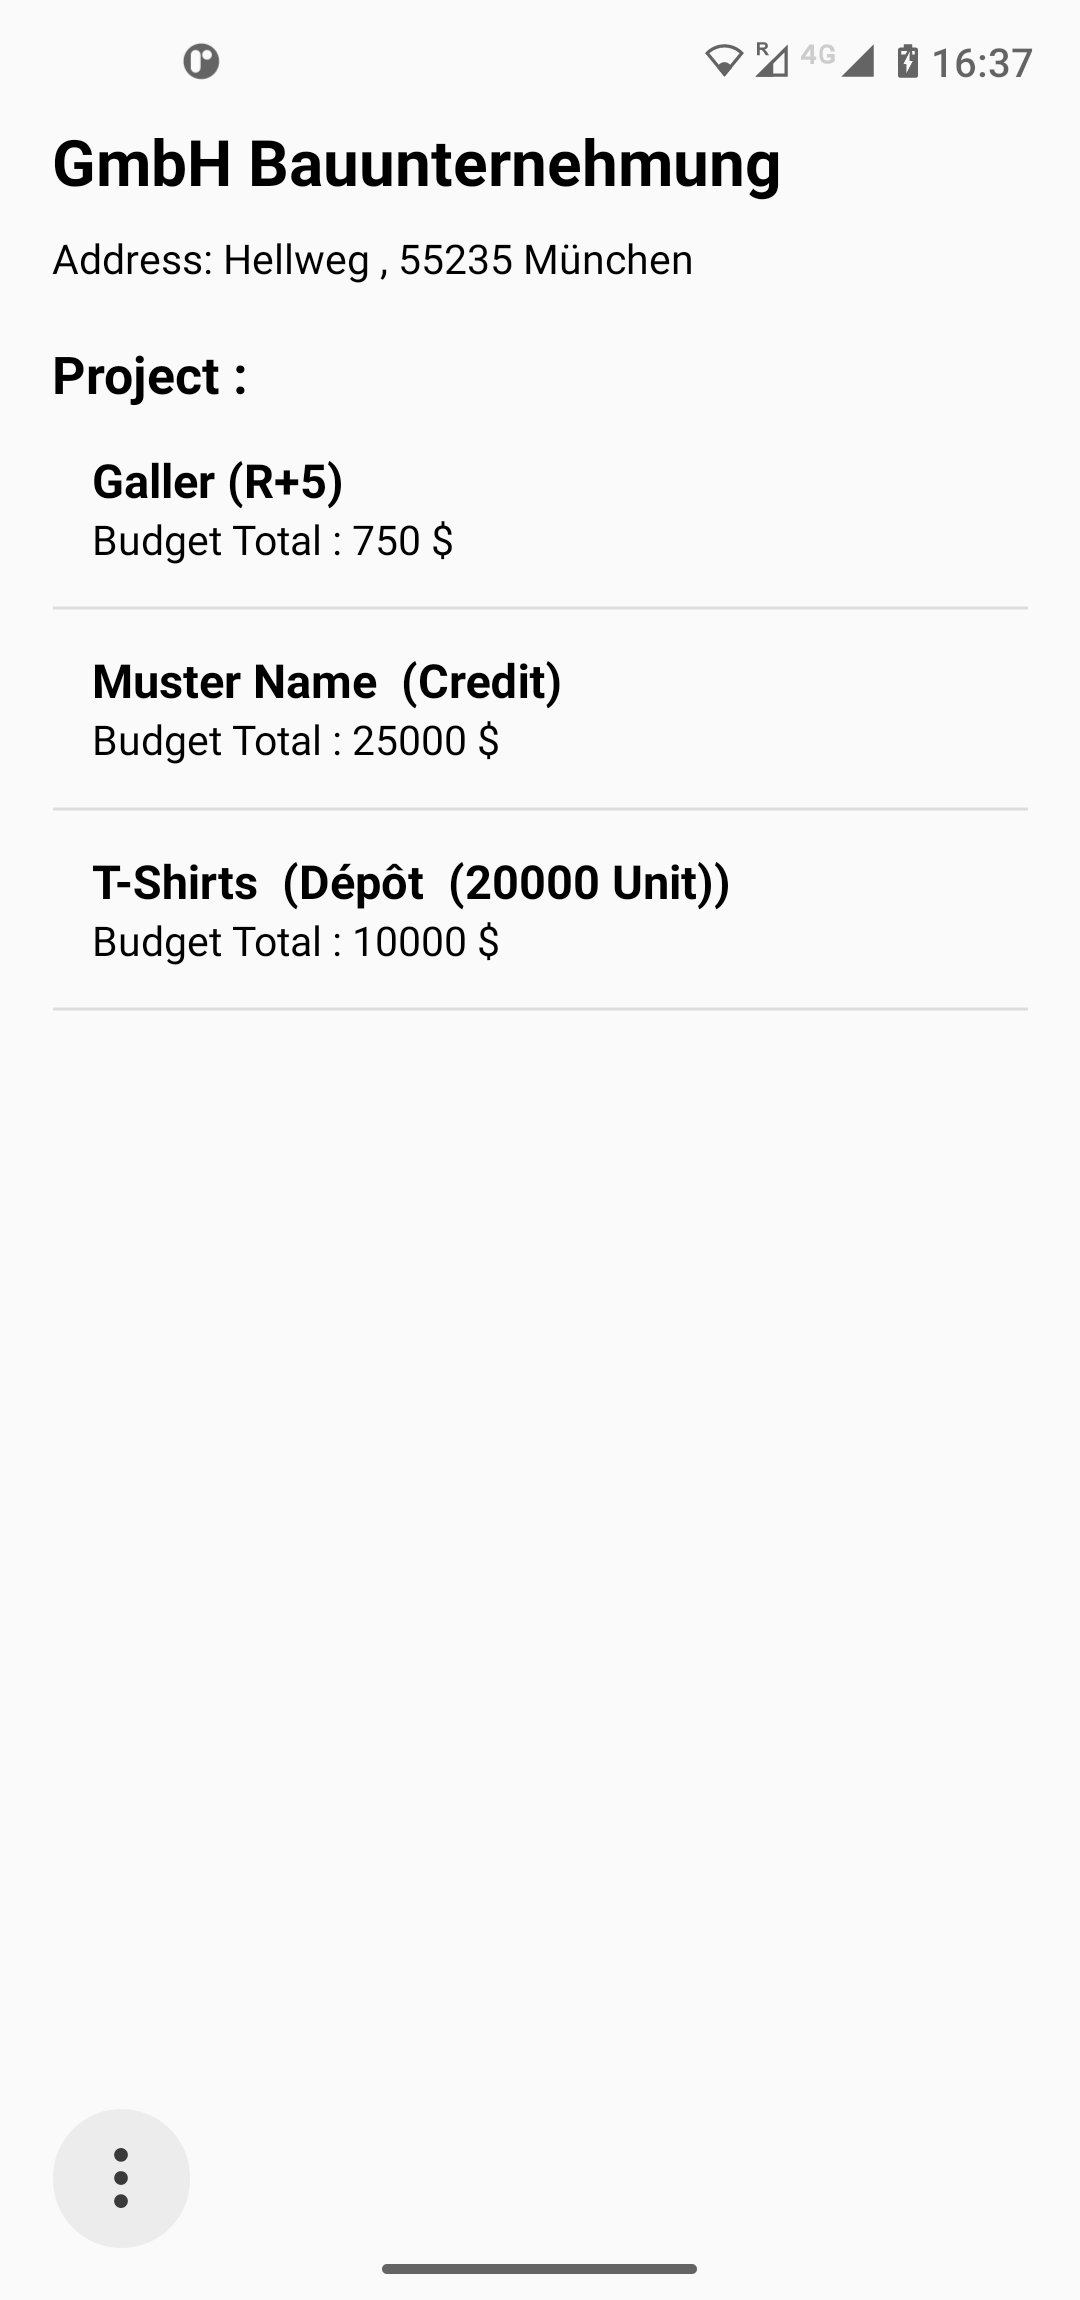 R 4G 16:37
GmbH Bauunternehmung
Address: Hellweg , 55235 München
Project :
Galler (R+5)
Budget Total : 750 $
Muster Name  (Credit)
Budget Total : 25000 $
T-Shirts  (Dépôt  (20000 Unit))
Budget Total : 10000 $